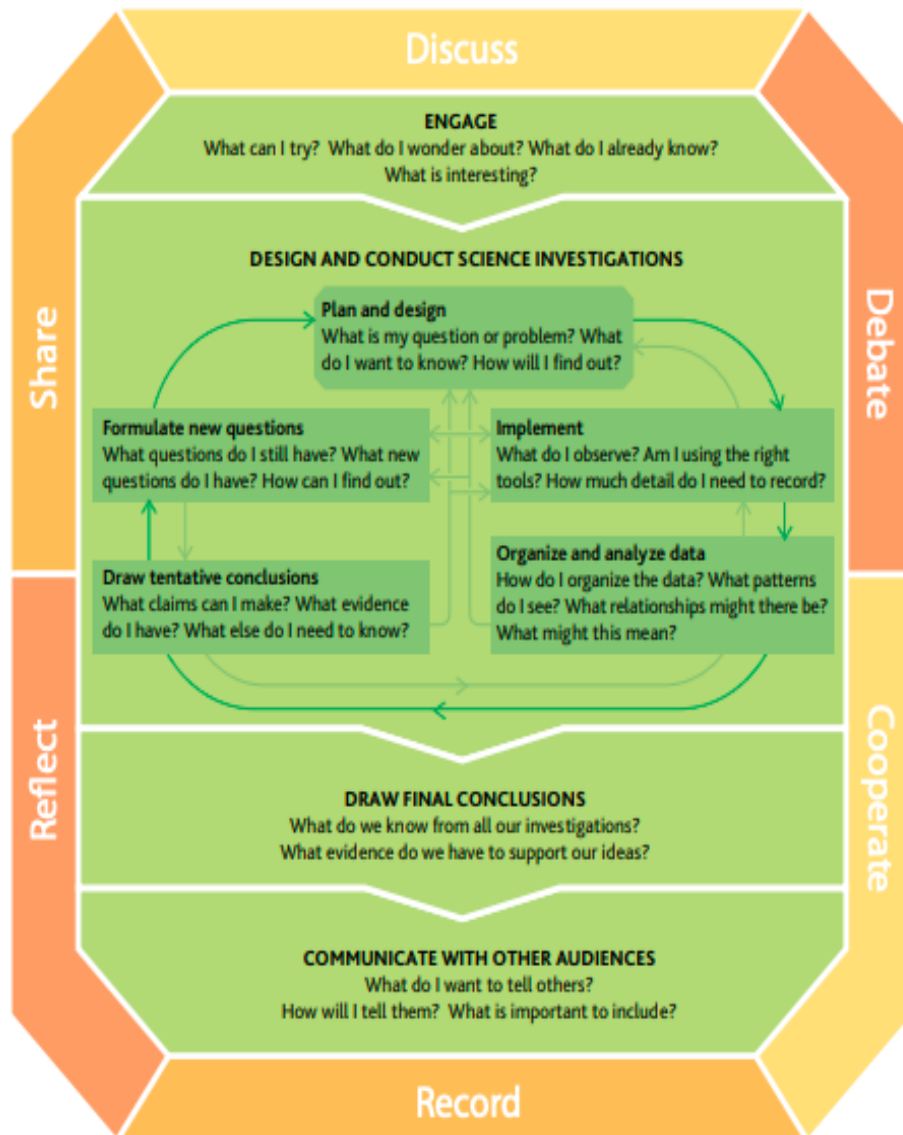 Discuss
ENGAGE
What can I try? What do I wonder about? What do I already know?
What is interesting?
Share
Debate
DESIGN AND CONDUCT SCIENCE INVESTIGATIONS
Plan and design
What is my question or problem? What
do I want to know? How will I find out?
Formulate new questions
What questions do I still have? What new
questions do I have? How can I find out?
Implement
What do I observe? Am I using the right
tools? How much detail do I need to record?
Draw tentative conclusions
What claims can I make? What evidence
do I have? What else do I need to know?
Organize and analyze data
How do I organize the data? What patterns
do I see? What relationships might there be?
What might this mean?
Reflect
Cooperate
DRAW FINAL CONCLUSIONS
What do we know from all our investigations?
What evidence do we have to support our ideas?
COMMUNICATE WITH OTHER AUDIENCES
What do I want to tell others?
How will I tell them? What is important to include?
Record